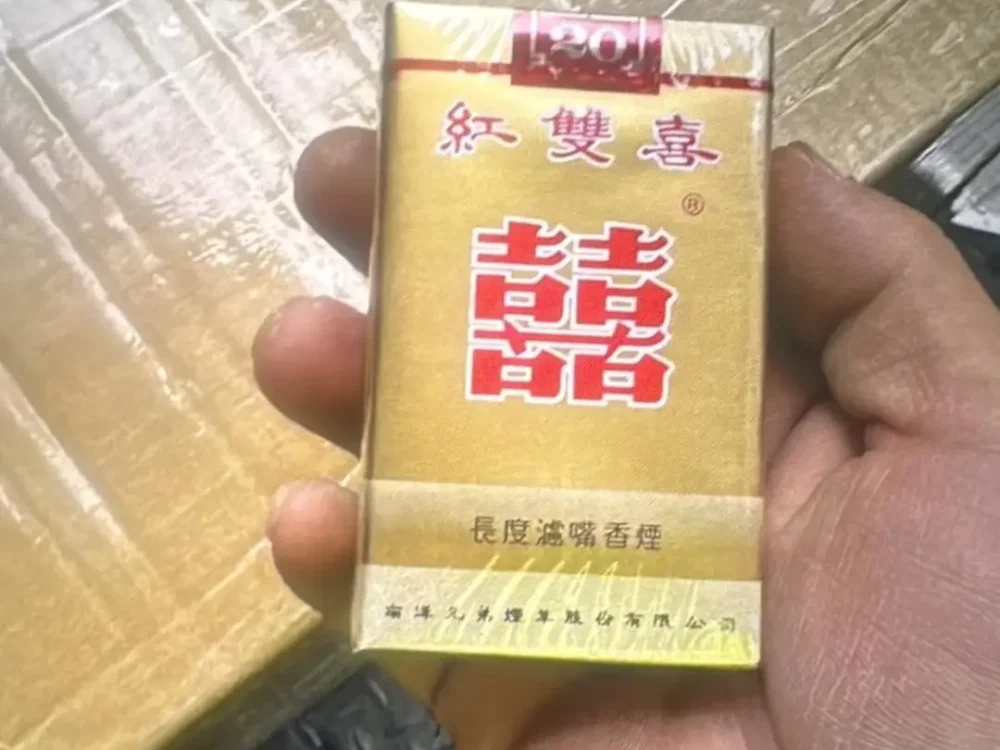 20
紅雙喜
®
囍
長度濾嘴香煙
南洋兄弟煙草股份有限公司